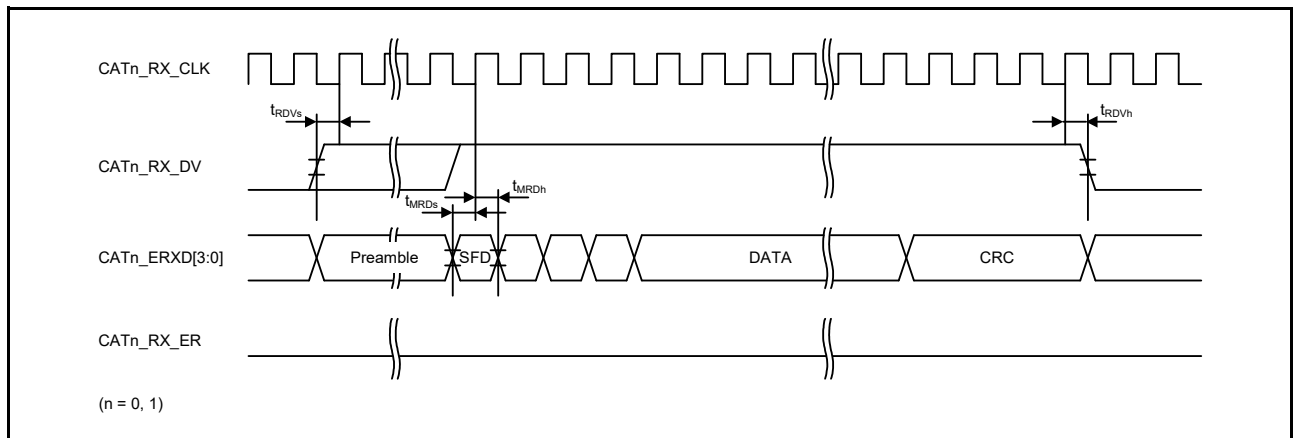 CATn_RX_CLK
tRDVs
tRDVh
CATn_RX_DV
tMRDs
tMRDh
CATn_ERXD[3:0]
Preamble
SFD
DATA
CRC
CATn_RX_ER
(n = 0, 1)